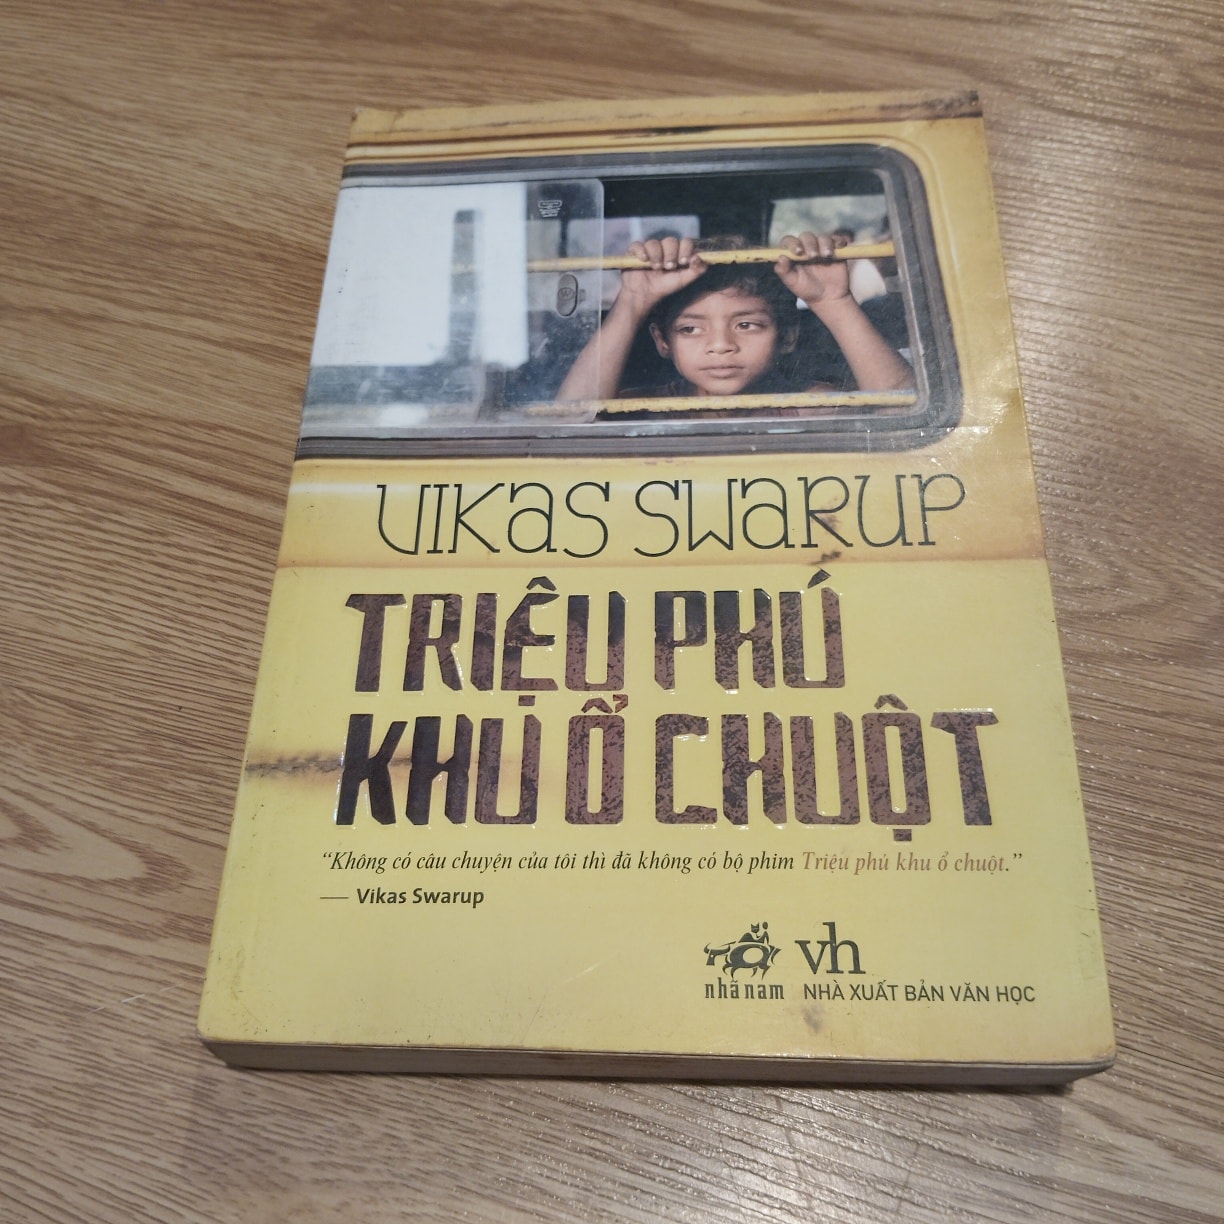 VIKAS SWARUP
TRIỆU PHÚ
KHU Ổ CHUỘT
“Không có câu chuyện của tôi thì đã không có bộ phim Triệu phú khu ổ chuột.”
— Vikas Swarup
nhã nam
vh
NHÀ XUẤT BẢN VĂN HỌC